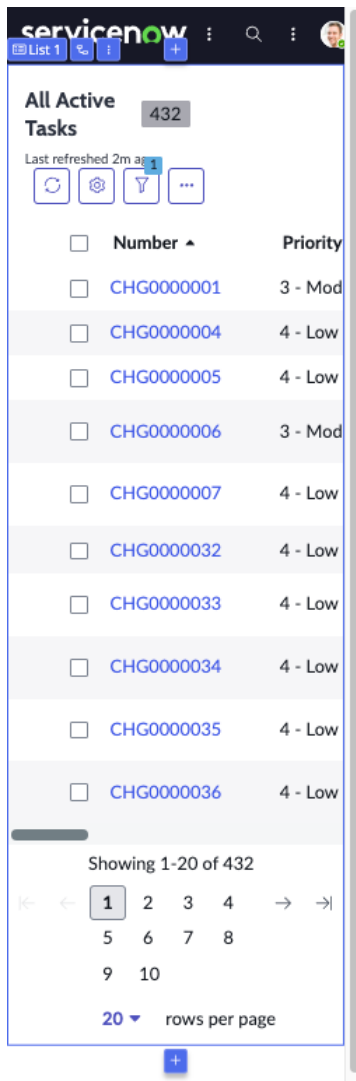 servicenow
List 1
All Active
Tasks
432
Last refreshed 2m
1
Number Priority
CHG0000001 3 - Mod
CHG0000004 4 - Low
CHG0000005 4 - Low
CHG0000006 3 - Mod
CHG0000007 4 - Low
CHG0000032 4 - Low
CHG0000033 4 - Low
CHG0000034 4 - Low
CHG0000035 4 - Low
CHG0000036 4 - Low
Showing 1-20 of 432
1 2 3 4
5 6 7 8
9 10
20 rows per page